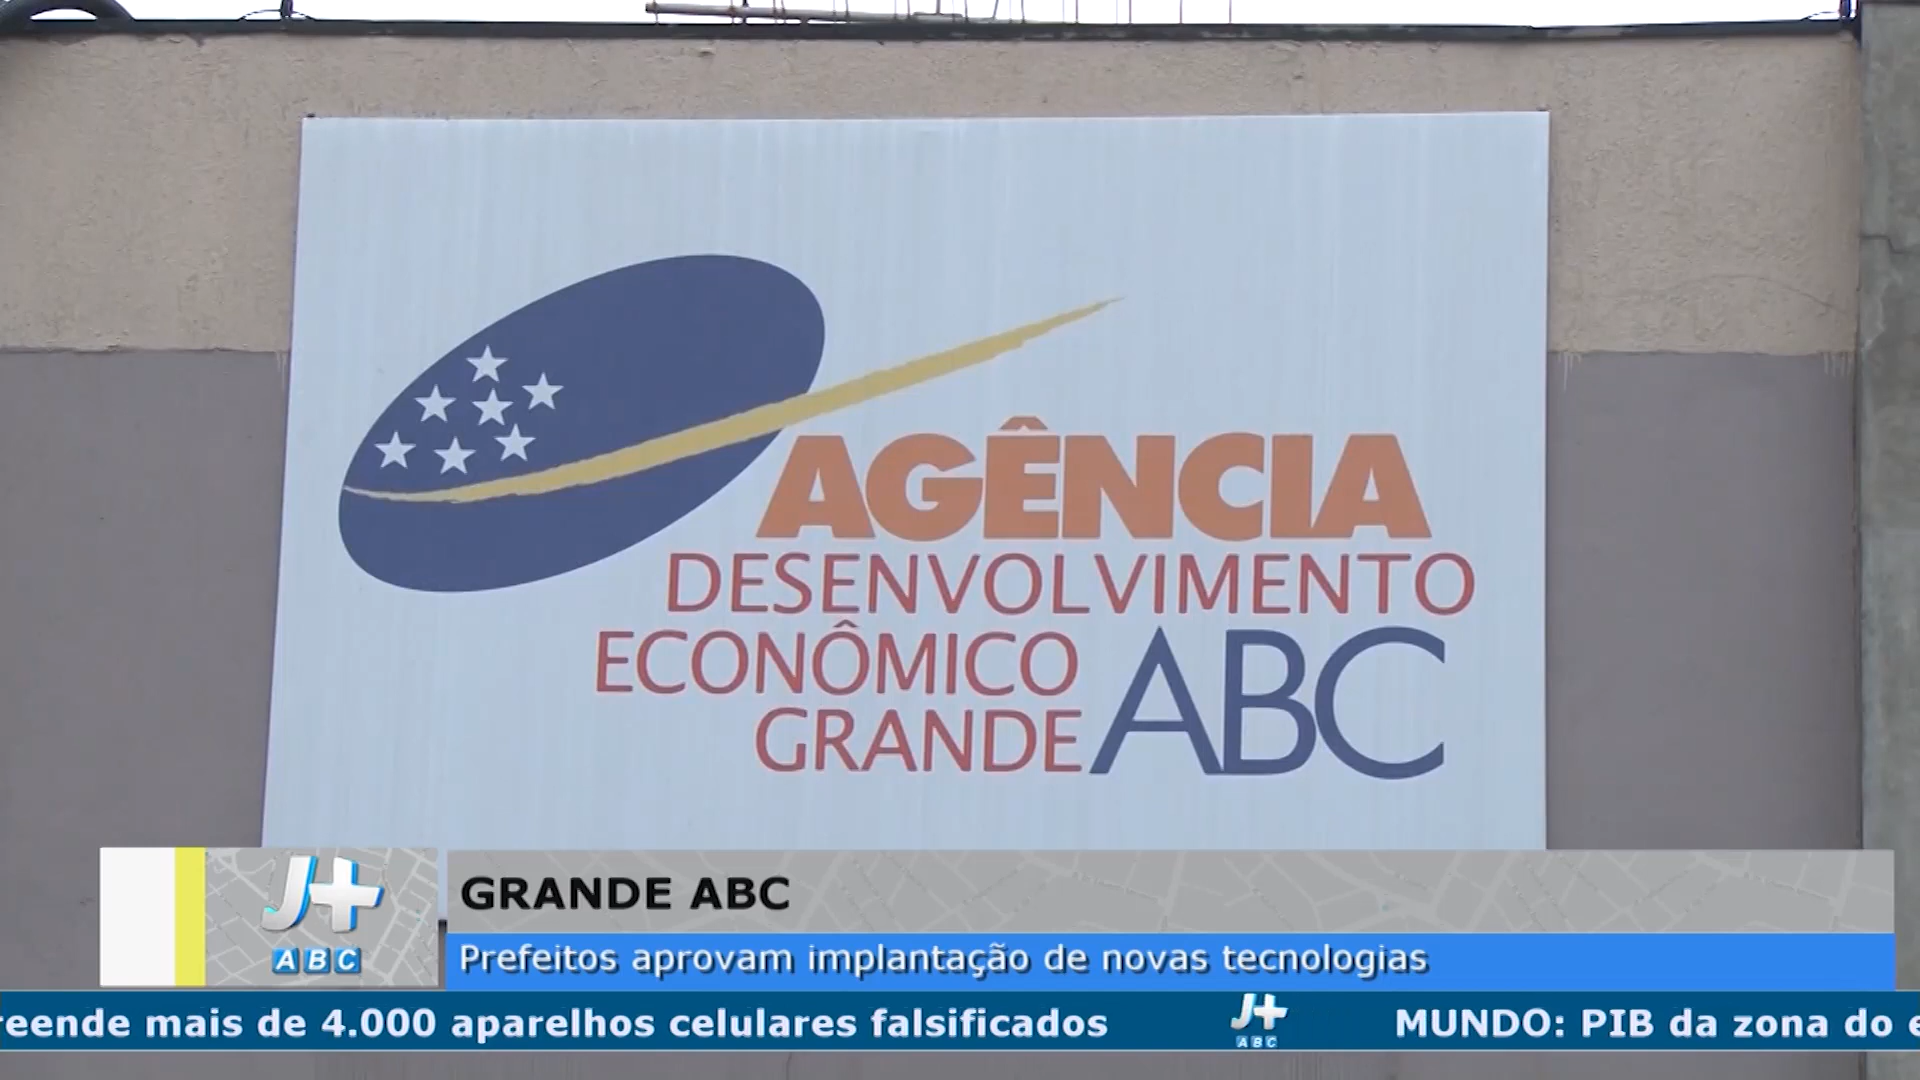 AGÊNCIA
DESENVOLVIMENTO
ECONÔMICO
GRANDE ABC
J+
ABC
GRANDE ABC
Prefeitos aprovam implantação de novas tecnologias
mais de 4.000 aparelhos celulares falsificados
J+
ABC
MUNDO: PIB da zona do